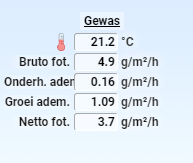 Gewas
21.2 °C
Bruto fot. 4.9 g/m²/h
Onderh. adem 0.16 g/m²/h
Groei adem. 1.09 g/m²/h
Netto fot. 3.7 g/m²/h